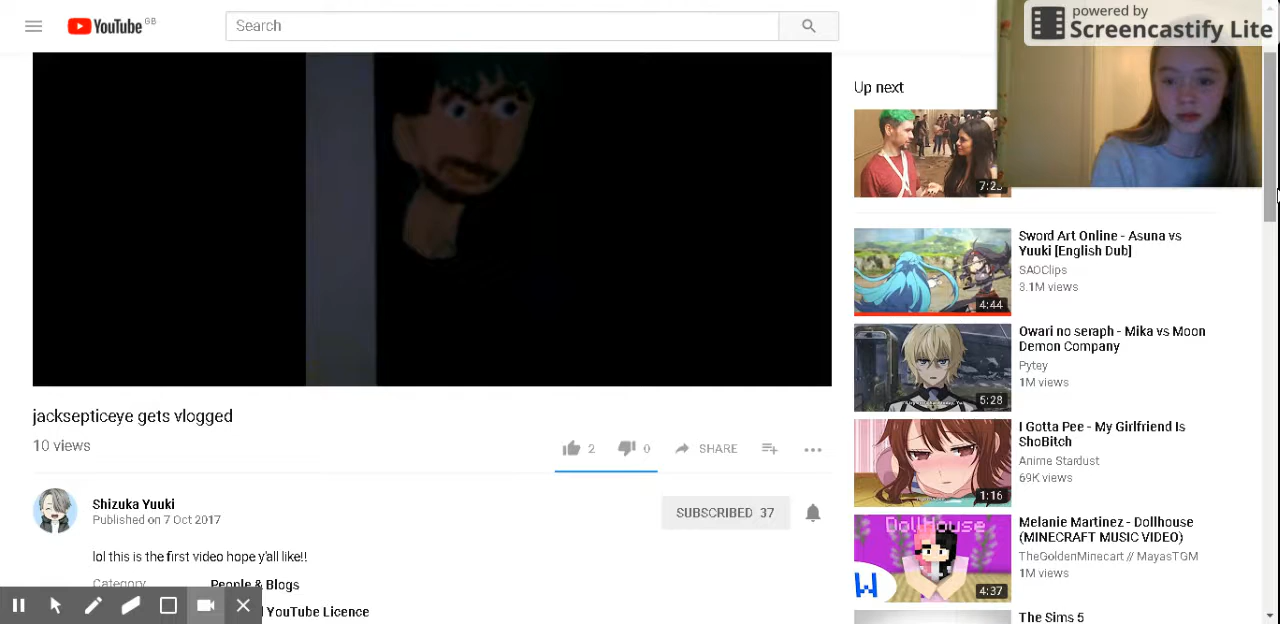 YouTube GB
Search
powered by
Screencastify Lite
Up next
7:23
Sword Art Online - Asuna vs
Yuuki [English Dub]
SAOClips
3.1M views
4:44
Owari no seraph - Mika vs Moon
Demon Company
Pytey
1M views
5:28
I Gotta Pee - My Girlfriend Is
ShoBitch
Anime Stardust
69K views
1:16
Melanie Martinez - Dollhouse
(MINECRAFT MUSIC VIDEO)
TheGoldenMinecart // MayasTGM
1M views
DollHouse
W
4:37
The Sims 5
jacksepticeye gets vlogged
10 views
2
0
SHARE
Shizuka Yuuki
Published on 7 Oct 2017
SUBSCRIBED 37
lol this is the first video hope y'all like!!
Category
People & Blogs
YouTube Licence